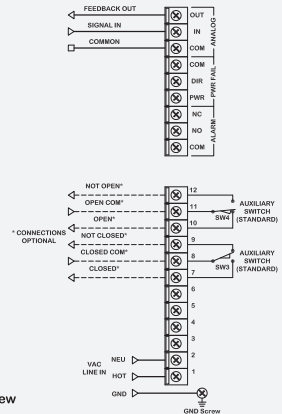 FEEDBACK OUT
SIGNAL IN
COMMON
OUT
IN
COM
ANALOG
COM
DIR
PWR
PWR FAIL
NC
NO
COM
ALARM
NOT OPEN*
OPEN COM*
OPEN*
NOT CLOSED*
CLOSED COM*
CLOSED*
* CONNECTIONS
OPTIONAL
12
11
10
9
8
7
6
5
4
3
2
1
SW4
AUXILIARY
SWITCH
(STANDARD)
SW3
AUXILIARY
SWITCH
(STANDARD)
VAC
LINE IN
NEU
HOT
GND
GND Screw
ew